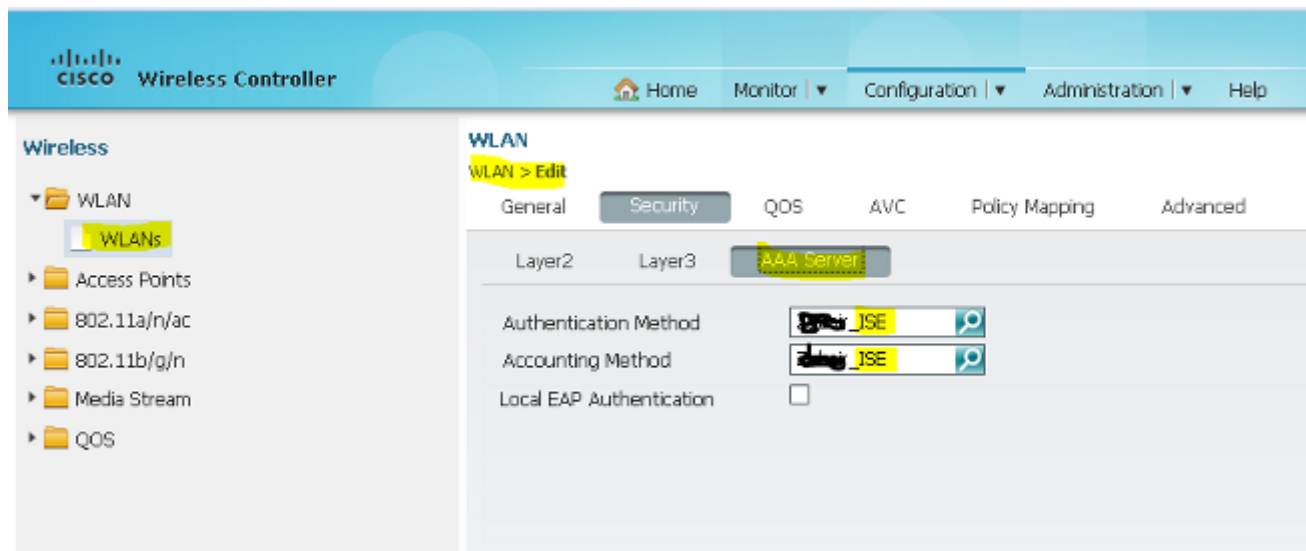 CISCO Wireless Controller
Home Monitor Configuration Administration Help
Wireless
WLAN
WLANs
Access Points
802.11a/n/ac
802.11b/g/n
Media Stream
QOS
WLAN
WLAN > Edit
General Security QOS AVC Policy Mapping Advanced
Layer2 Layer3 AAA Server
Authentication Method _ISE
Accounting Method _ISE
Local EAP Authentication